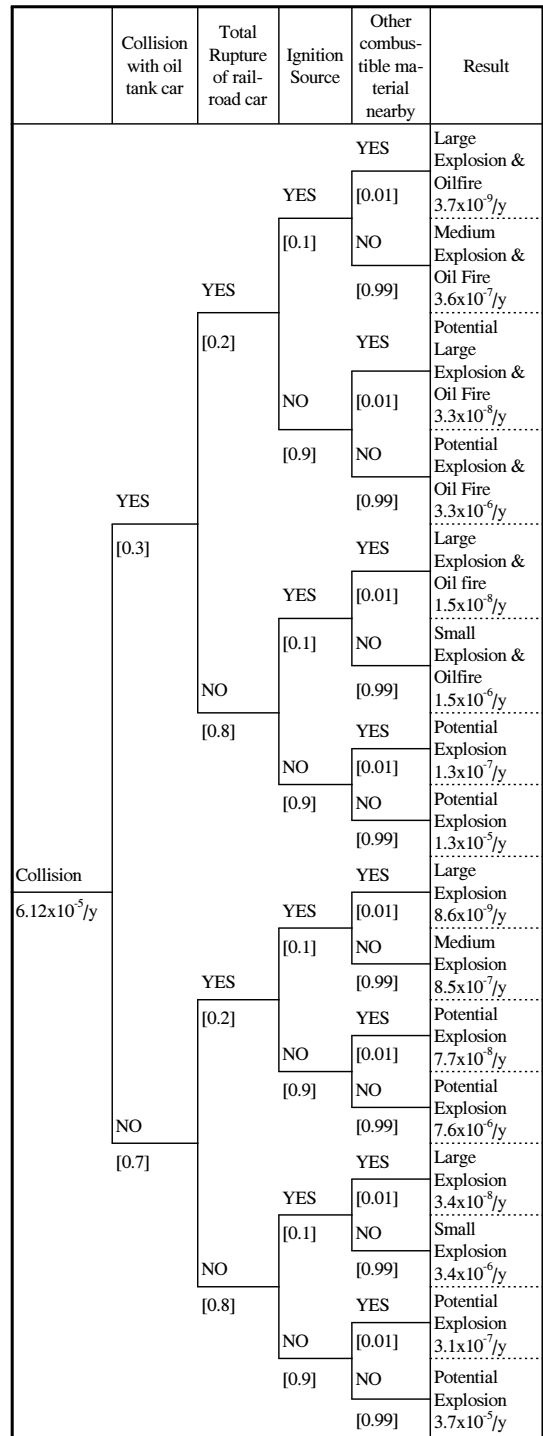 Collision
with oil
tank car
Total
Rupture
of rail-
road car
Ignition
Source
Other
combus-
tible ma-
terial
nearby
Result
Collision
6.12x10⁻⁵/y
YES
[0.3]
YES
[0.2]
YES
[0.1]
YES
[0.01]
Large
Explosion &
Oilfire
3.7x10⁻⁹/y
NO
[0.99]
Medium
Explosion &
Oil Fire
3.6x10⁻⁷/y
NO
[0.9]
YES
[0.01]
Potential
Large
Explosion &
Oil Fire
3.3x10⁻⁸/y
NO
[0.99]
Potential
Explosion &
Oil Fire
3.3x10⁻⁶/y
NO
[0.8]
YES
[0.1]
YES
[0.01]
Large
Explosion &
Oil fire
1.5x10⁻⁸/y
NO
[0.99]
Small
Explosion &
Oilfire
1.5x10⁻⁶/y
NO
[0.9]
YES
[0.01]
Potential
Explosion
1.3x10⁻⁷/y
NO
[0.99]
Potential
Explosion
1.3x10⁻⁵/y
NO
[0.7]
YES
[0.2]
YES
[0.1]
YES
[0.01]
Large
Explosion
8.6x10⁻⁹/y
NO
[0.99]
Medium
Explosion
8.5x10⁻⁷/y
NO
[0.9]
YES
[0.01]
Potential
Explosion
7.7x10⁻⁸/y
NO
[0.99]
Potential
Explosion
7.6x10⁻⁶/y
NO
[0.8]
YES
[0.1]
YES
[0.01]
Large
Explosion
3.4x10⁻⁸/y
NO
[0.99]
Small
Explosion
3.4x10⁻⁶/y
NO
[0.9]
YES
[0.01]
Potential
Explosion
3.1x10⁻⁷/y
NO
[0.99]
Potential
Explosion
3.7x10⁻⁵/y